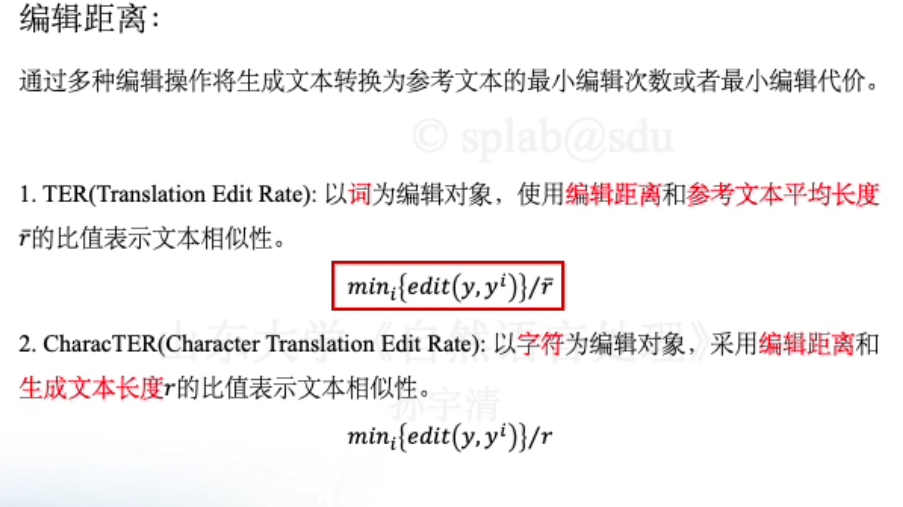 编辑距离：
通过多种编辑操作将生成文本转换为参考文本的最小编辑次数或者最小编辑代价。
© splab@sdu
1. TER(Translation Edit Rate): 以词为编辑对象，使用编辑距离和参考文本平均长度
r̄的比值表示文本相似性。
minᵢ{edit(y, yⁱ)}/r̄
山东大学《自然语言处理》
2. CharacTER(Character Translation Edit Rate): 以字符为编辑对象，采用编辑距离和
生成文本长度r的比值表示文本相似性。
孙宇清
minᵢ{edit(y, yⁱ)}/r